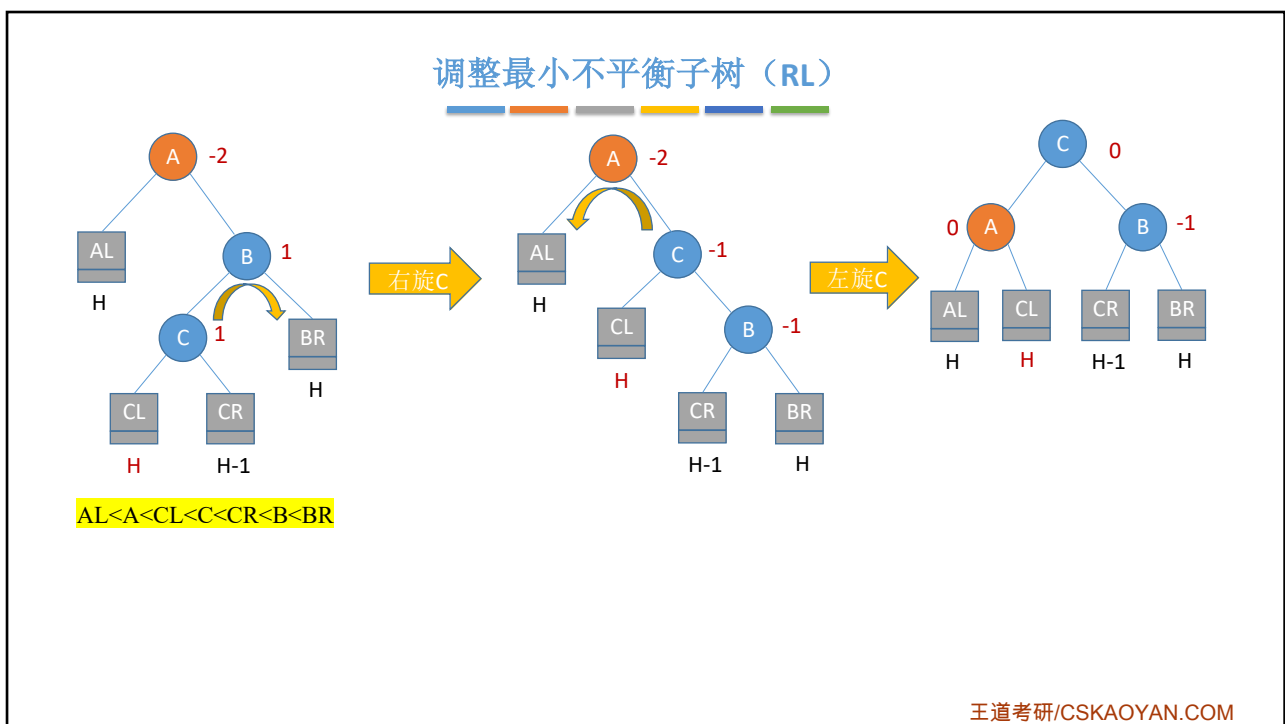 调整最小不平衡子树（RL）
A -2
AL
H
B 1
C 1
BR
H
CL
H
CR
H-1
AL<A<CL<C<CR<B<BR
右旋C
A -2
AL
H
C -1
CL
H
B -1
CR
H-1
BR
H
左旋C
C 0
0 A
B -1
AL CL CR BR
H H H-1 H
王道考研/CSKAOYAN.COM